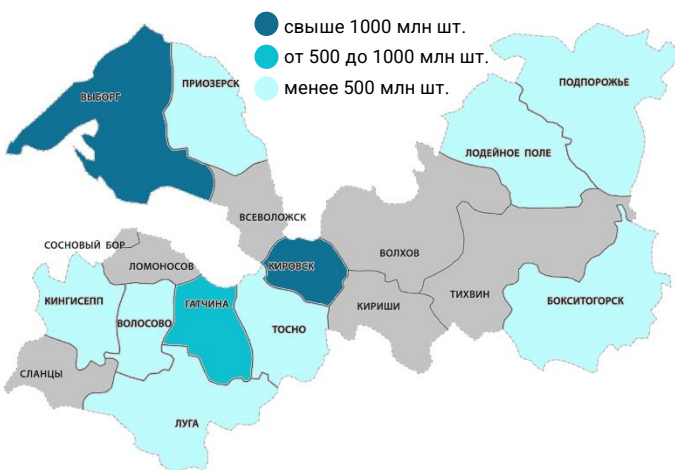 свыше 1000 млн шт.
от 500 до 1000 млн шт.
менее 500 млн шт.
ВЫБОРГ
ПРИОЗЕРСК
ПОДПОРОЖЬЕ
ЛОДЕЙНОЕ ПОЛЕ
ВСЕВОЛОЖСК
СОСНОВЫЙ БОР
ЛОМОНОСОВ
КИРОВСК
ВОЛХОВ
ТИХВИН
КИНГИСЕПП
ВОЛОСОВО
ГАТЧИНА
ТОСНО
КИРИШИ
БОКСИТОГОРСК
СЛАНЦЫ
ЛУГА